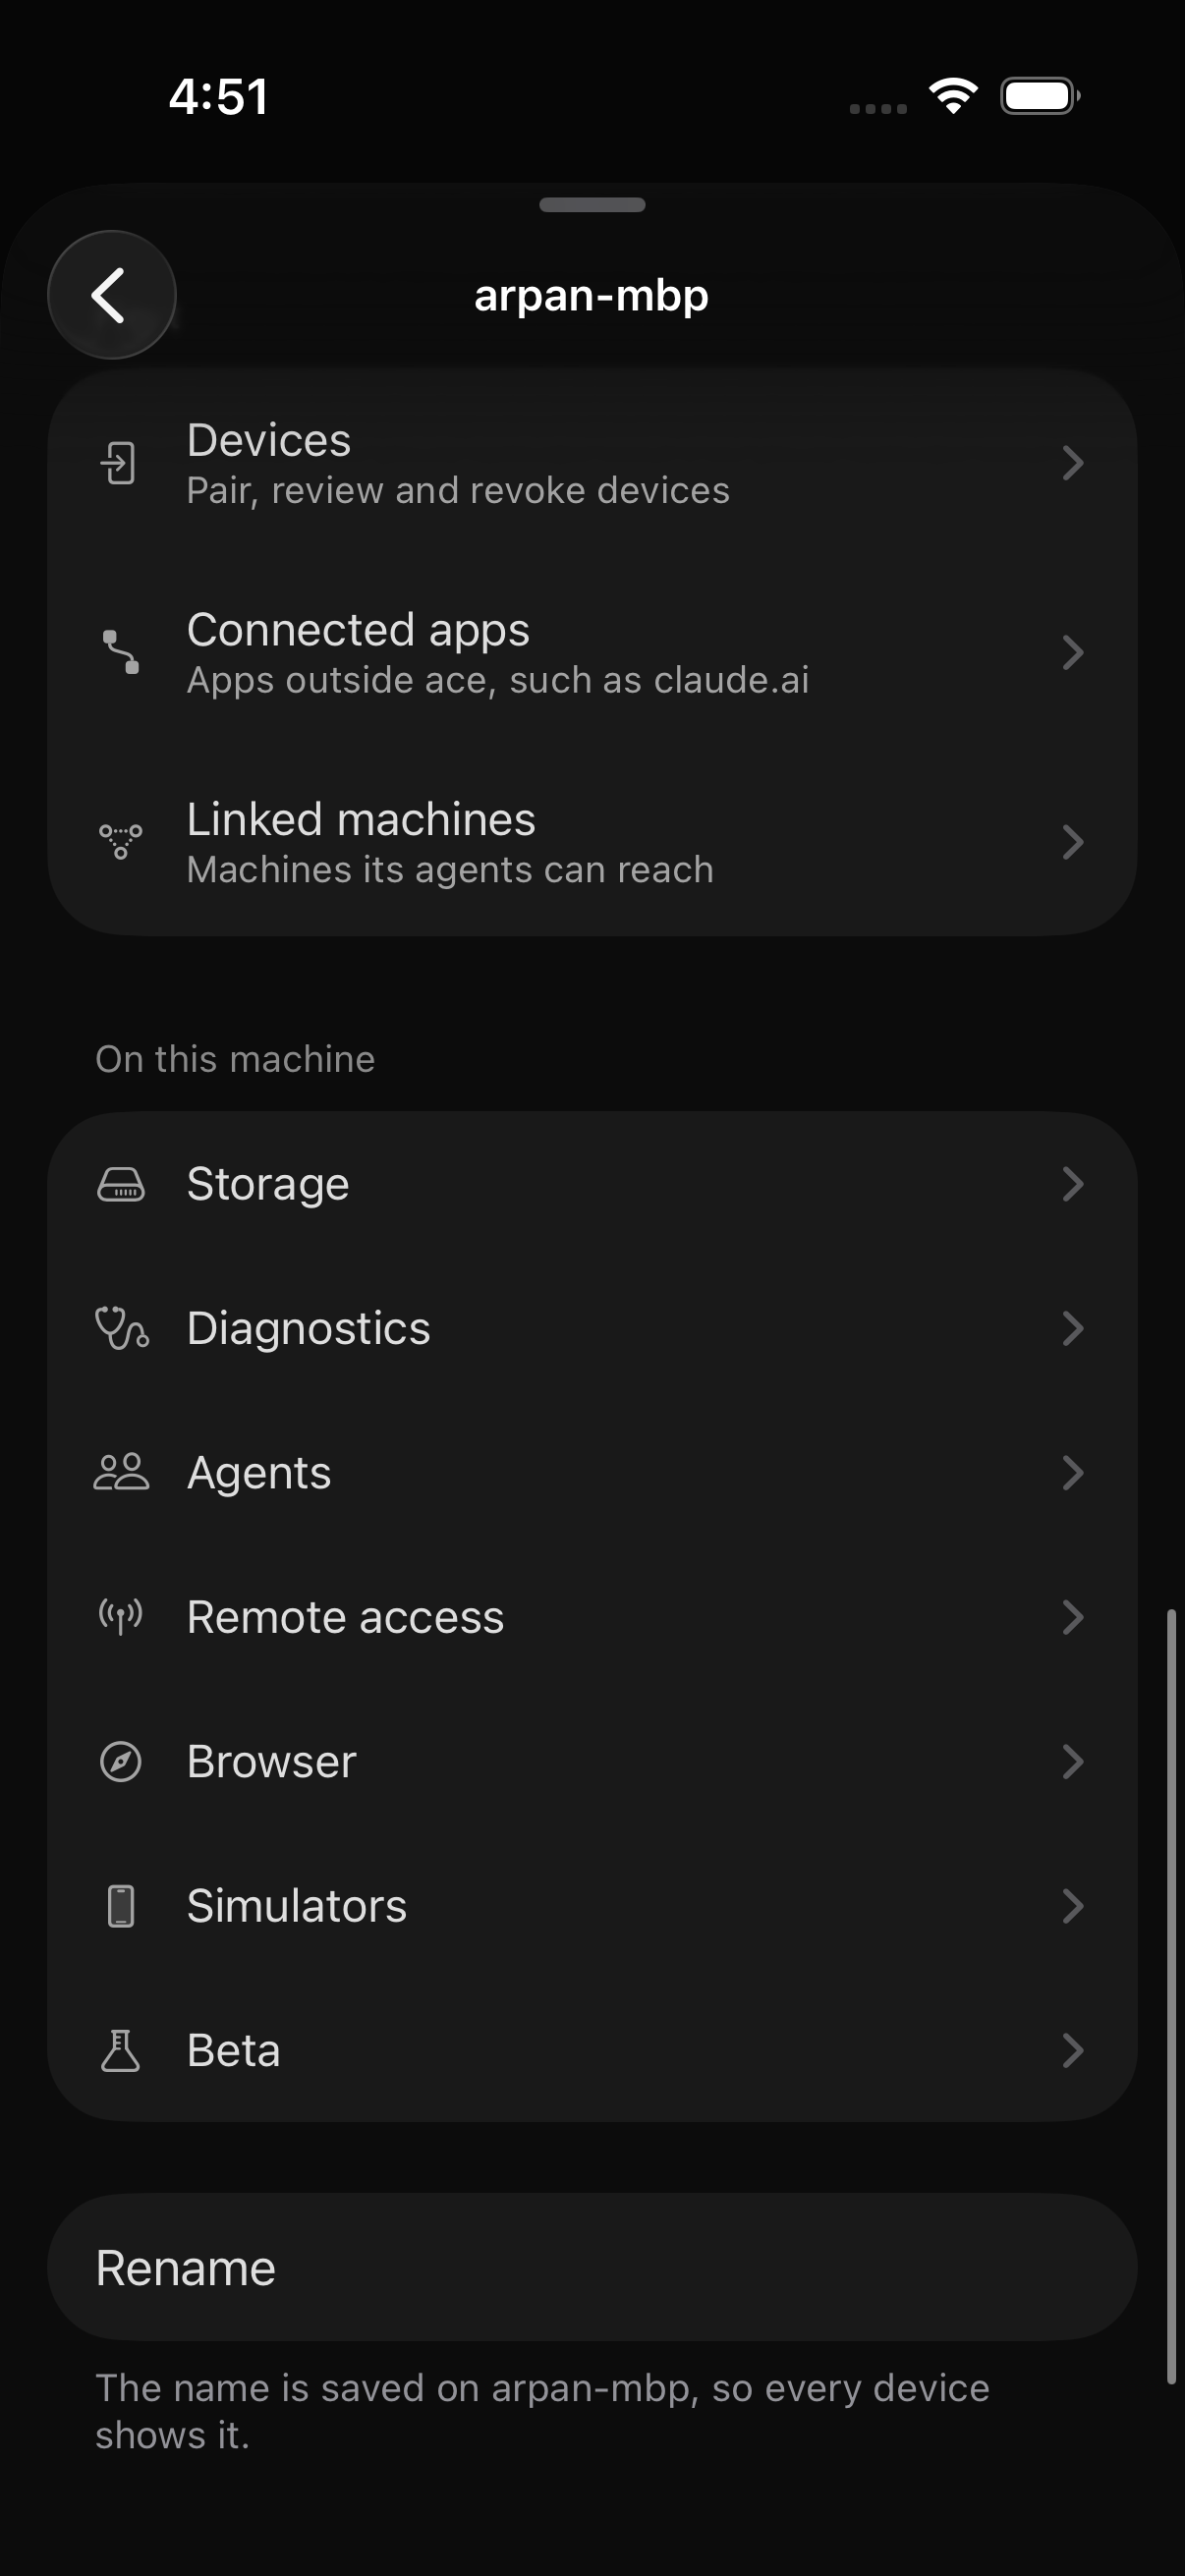 4:51
arpan-mbp
Devices
Pair, review and revoke devices
Connected apps
Apps outside ace, such as claude.ai
Linked machines
Machines its agents can reach
On this machine
Storage
Diagnostics
Agents
Remote access
Browser
Simulators
Beta
Rename
The name is saved on arpan-mbp, so every device
shows it.